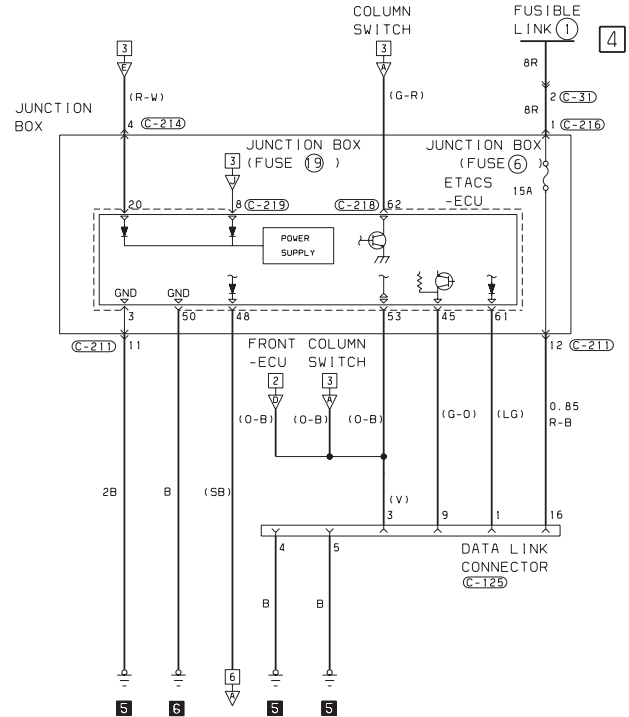 COLUMN
SWITCH
FUSIBLE
LINK 1
4
3
E
3
A
8R
(R-W)
(G-R)
2 C-31
8R
JUNCTION
BOX
4 C-214
1 C-216
JUNCTION BOX
(FUSE 19 )
3
J
JUNCTION BOX
(FUSE 6 )
ETACS
-ECU
15A
20
8 C-219
C-218 62
POWER
SUPPLY
GND
GND
3
50
48
53
45
61
C-211 11
FRONT
-ECU
COLUMN
SWITCH
12 C-211
2
D
3
A
(O-B)
(O-B)
(O-B)
(G-O)
(LG)
0.85
R-B
2B
B
(SB)
(V)
3
9
1
16
4
5
DATA LINK
CONNECTOR
C-125
B
B
6
A
5
6
5
5